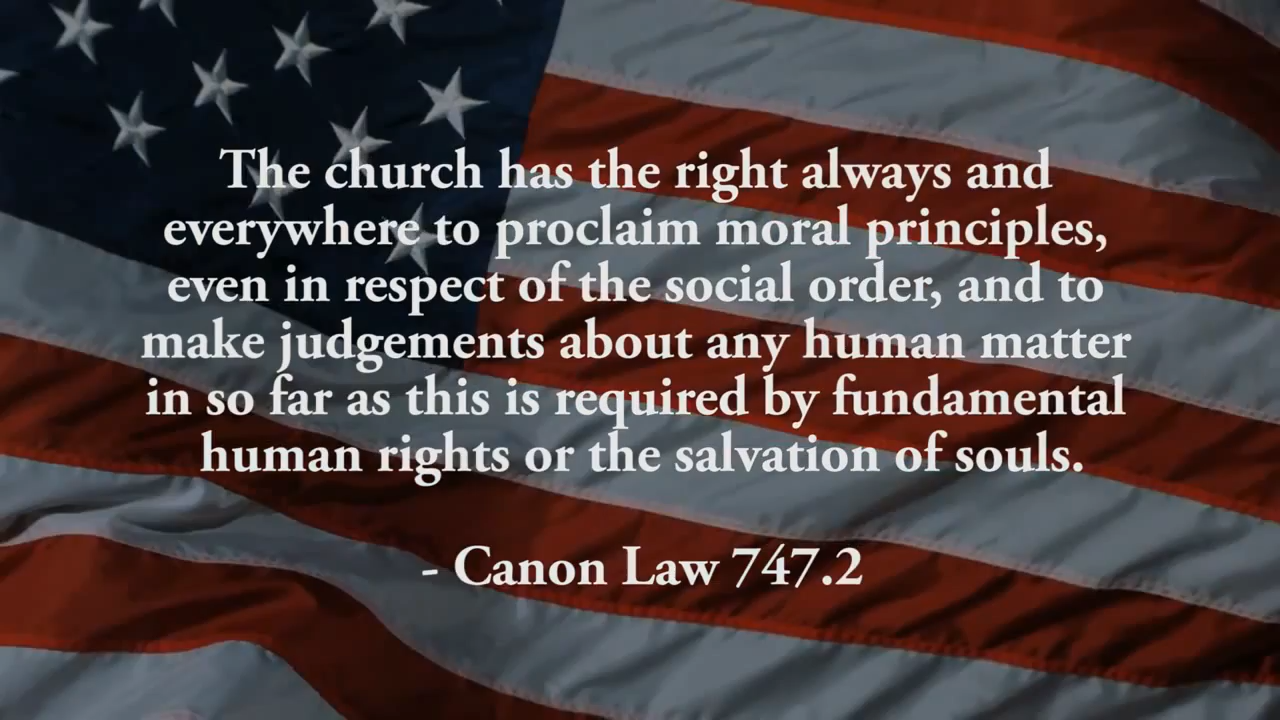 The church has the right always and
everywhere to proclaim moral principles,
even in respect of the social order, and to
make judgements about any human matter
in so far as this is required by fundamental
human rights or the salvation of souls.
- Canon Law 747.2